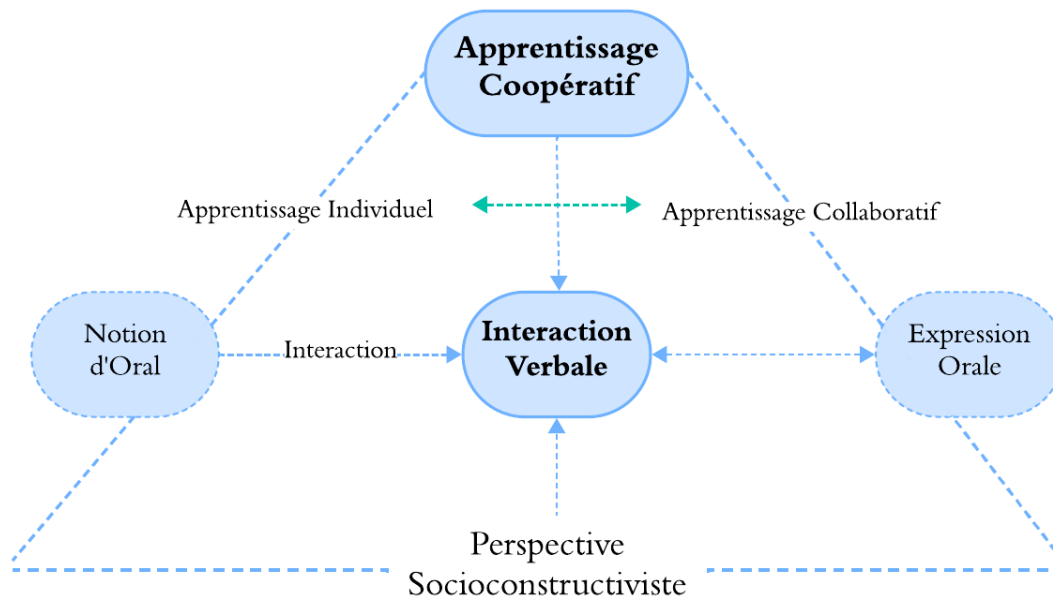 Apprentissage
Coopératif
Apprentissage Individuel
Apprentissage Collaboratif
Notion
d'Oral
Interaction
Interaction
Verbale
Expression
Orale
Perspective
Socioconstructiviste